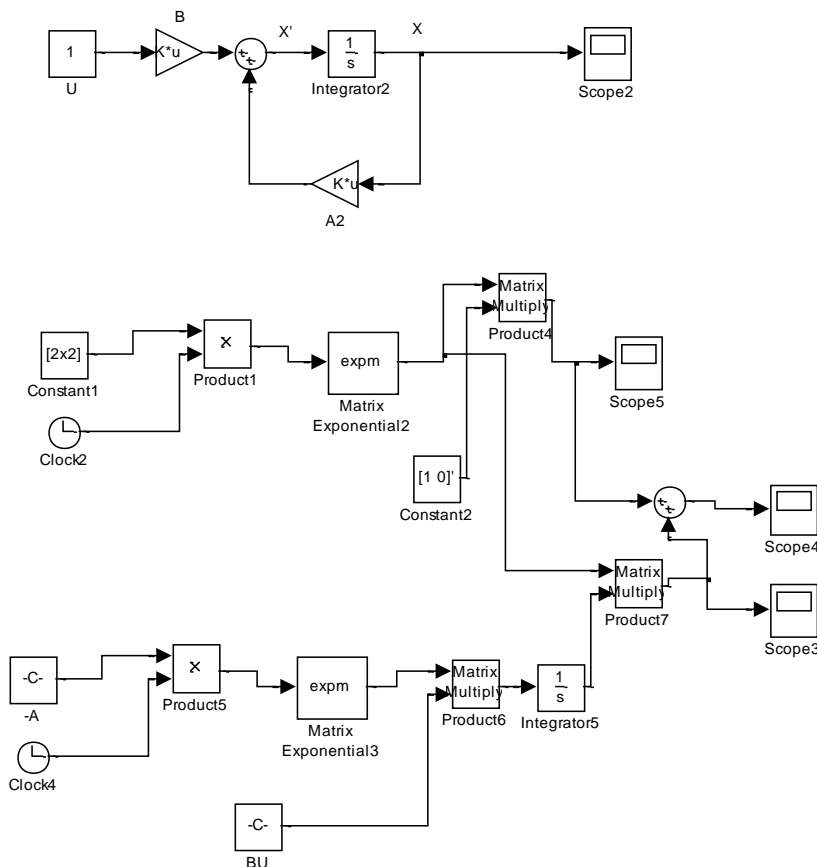 B
X'
X
1
K*u
1
s
U
Integrator2
Scope2
K*u
A2
Matrix
Multiply
Product4
[2x2]
Constant1
×
Product1
expm
Matrix
Exponential2
Scope5
Clock2
[1 0]'
Constant2
Scope4
Matrix
Multiply
Product7
Scope3
-C-
-A
×
Product5
expm
Matrix
Exponential3
Matrix
Multiply
Product6
1
s
Integrator5
Clock4
-C-
BU